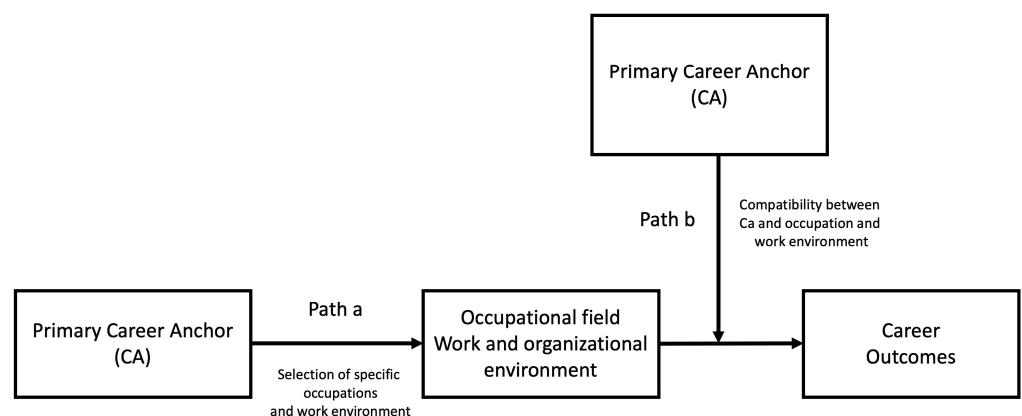 Primary Career Anchor
(CA)
Path b
Compatibility between
Ca and occupation and
work environment
Primary Career Anchor
(CA)
Path a
Selection of specific
occupations
and work environment
Occupational field
Work and organizational
environment
Career
Outcomes